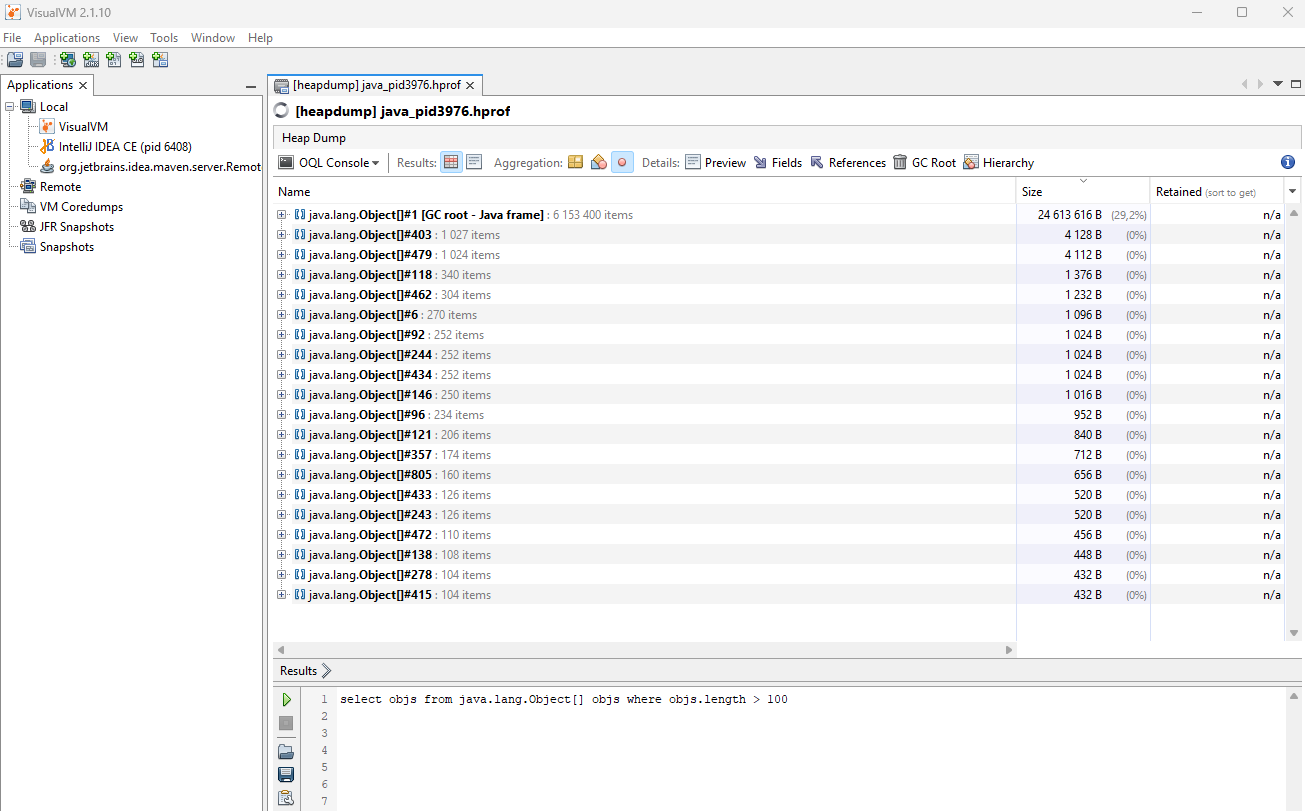 VisualVM 2.1.10
File Applications View Tools Window Help
Applications
[heapdump] java_pid3976.hprof
Local
VisualVM
IntelliJ IDEA CE (pid 6408)
org.jetbrains.idea.maven.server.Remot
Remote
VM Coredumps
JFR Snapshots
Snapshots
[heapdump] java_pid3976.hprof
Heap Dump
OQL Console Results: Aggregation: Details: Preview Fields References GC Root Hierarchy
Name Size Retained (sort to get)
java.lang.Object[]#1 [GC root - Java frame] : 6 153 400 items 24 613 616 B (29,2%) n/a
java.lang.Object[]#403 : 1 027 items 4 128 B (0%) n/a
java.lang.Object[]#479 : 1 024 items 4 112 B (0%) n/a
java.lang.Object[]#118 : 340 items 1 376 B (0%) n/a
java.lang.Object[]#462 : 304 items 1 232 B (0%) n/a
java.lang.Object[]#6 : 270 items 1 096 B (0%) n/a
java.lang.Object[]#92 : 252 items 1 024 B (0%) n/a
java.lang.Object[]#244 : 252 items 1 024 B (0%) n/a
java.lang.Object[]#434 : 252 items 1 024 B (0%) n/a
java.lang.Object[]#146 : 250 items 1 016 B (0%) n/a
java.lang.Object[]#96 : 234 items 952 B (0%) n/a
java.lang.Object[]#121 : 206 items 840 B (0%) n/a
java.lang.Object[]#357 : 174 items 712 B (0%) n/a
java.lang.Object[]#805 : 160 items 656 B (0%) n/a
java.lang.Object[]#433 : 126 items 520 B (0%) n/a
java.lang.Object[]#243 : 126 items 520 B (0%) n/a
java.lang.Object[]#472 : 110 items 456 B (0%) n/a
java.lang.Object[]#138 : 108 items 448 B (0%) n/a
java.lang.Object[]#278 : 104 items 432 B (0%) n/a
java.lang.Object[]#415 : 104 items 432 B (0%) n/a
Results
1 select objs from java.lang.Object[] objs where objs.length > 100
2
3
4
5
6
7